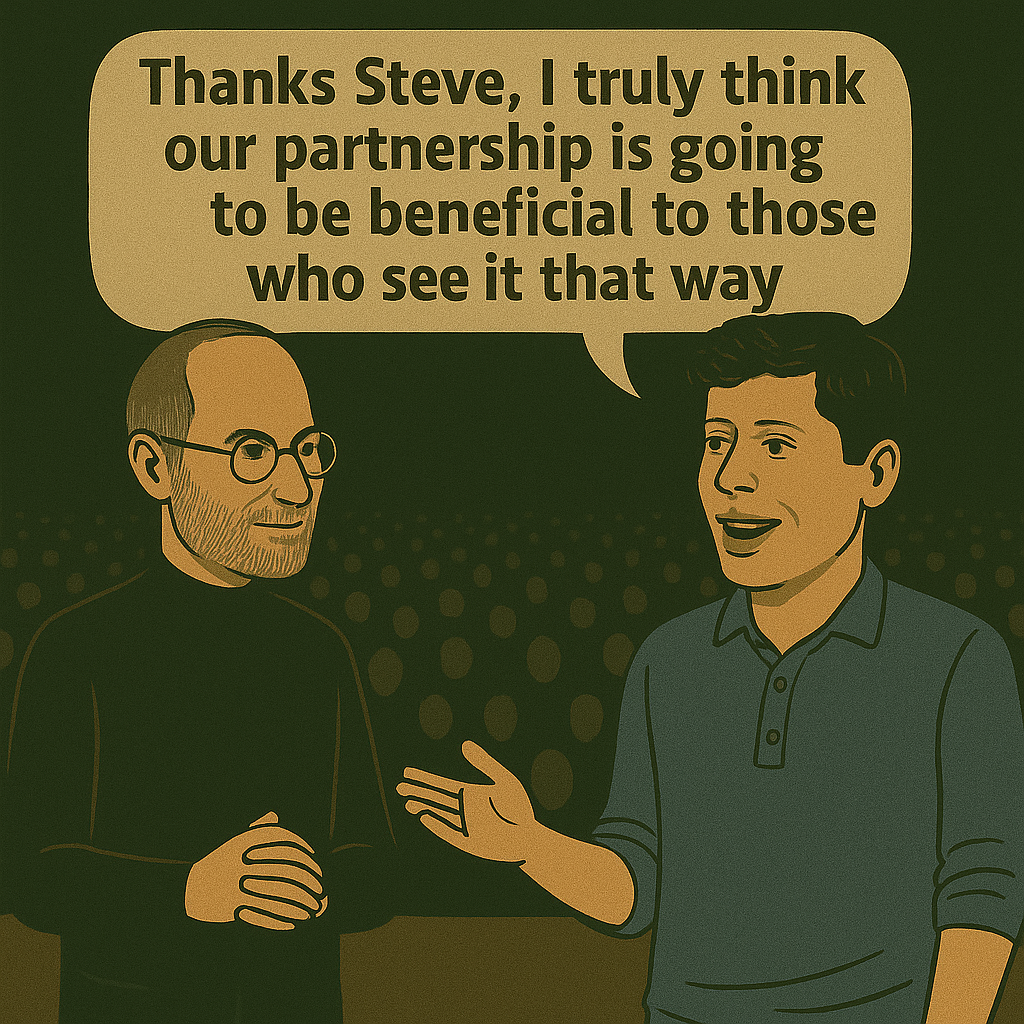 Thanks Steve, I truly think
our partnership is going
to be beneficial to those
who see it that way